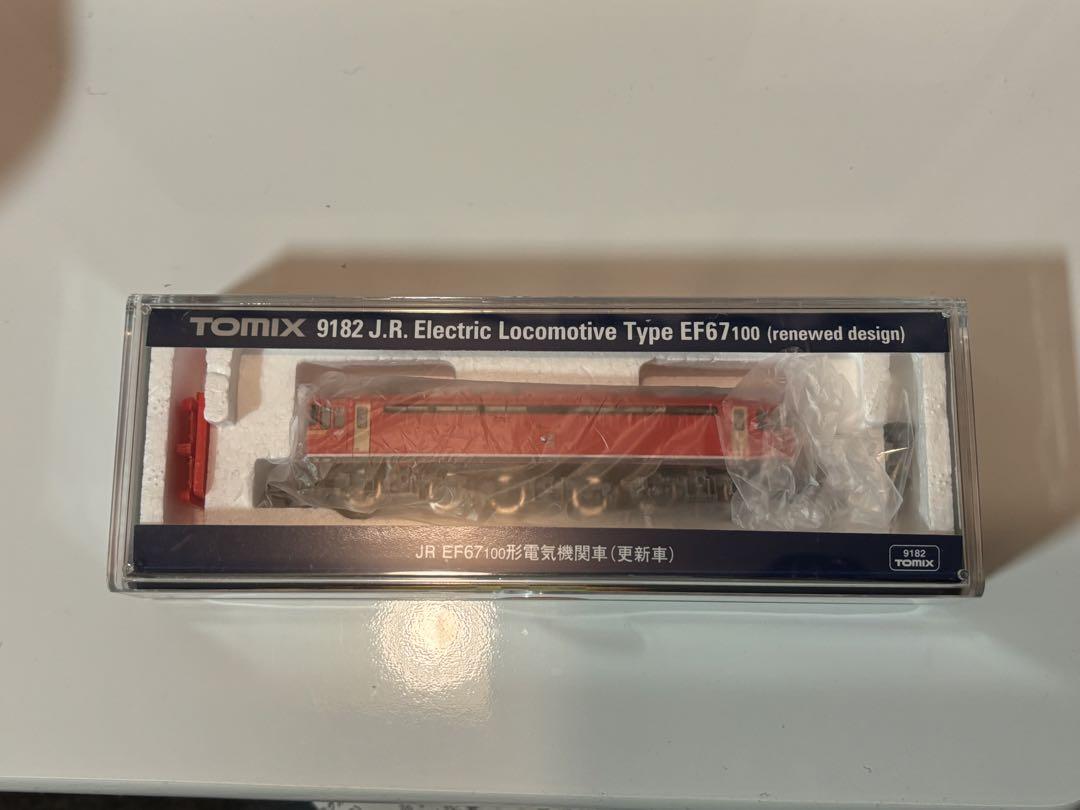 TOMIX 9182 J.R. Electric Locomotive Type EF67100 (renewed design)
JR EF67100形電気機関車(更新車)
9182
TOMIX